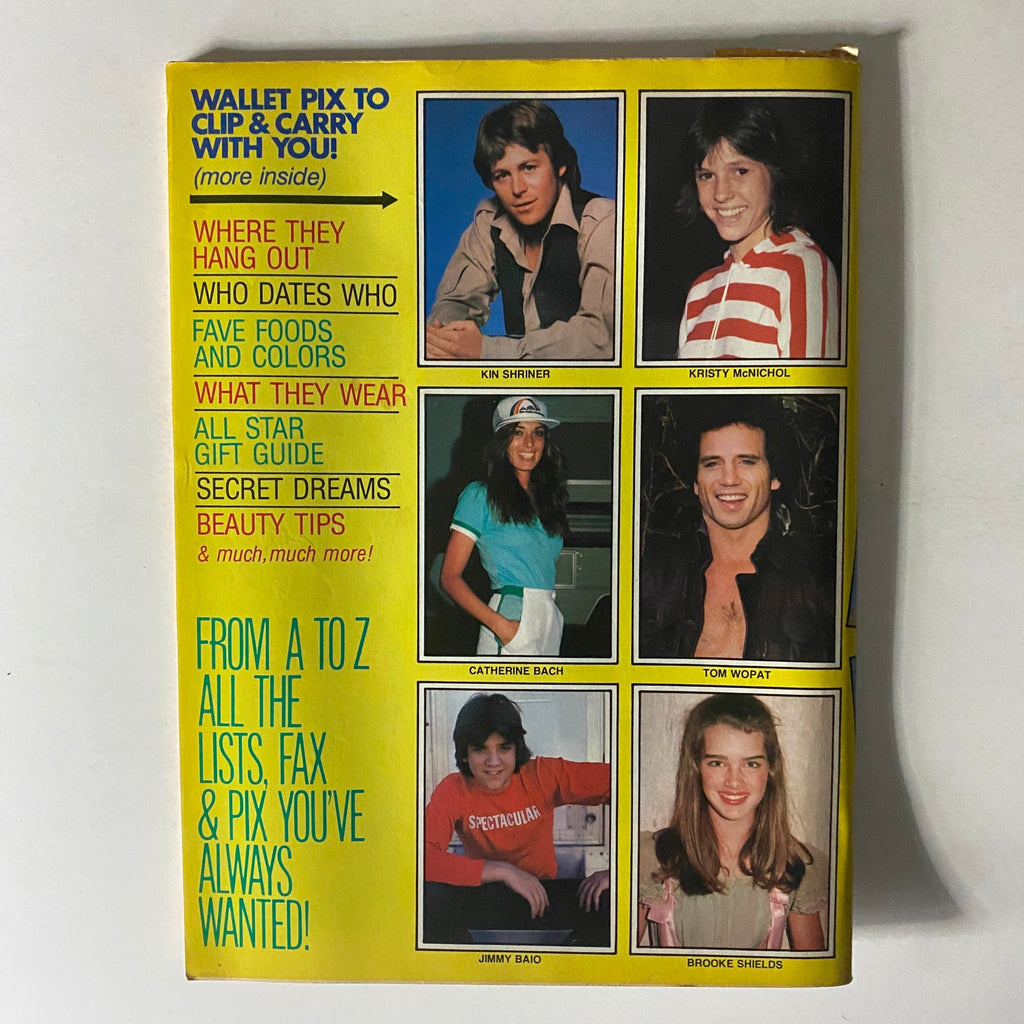 WALLET PIX TO
CLIP & CARRY
WITH YOU!
(more inside)
WHERE THEY
HANG OUT
WHO DATES WHO
FAVE FOODS
AND COLORS
WHAT THEY WEAR
ALL STAR
GIFT GUIDE
SECRET DREAMS
BEAUTY TIPS
& much, much more!
FROM A TO Z
ALL THE
LISTS, FAX
& PIX YOU'VE
ALWAYS
WANTED!
KIN SHRINER
KRISTY McNICHOL
CATHERINE BACH
TOM WOPAT
SPECTACULAR
JIMMY BAIO
BROOKE SHIELDS